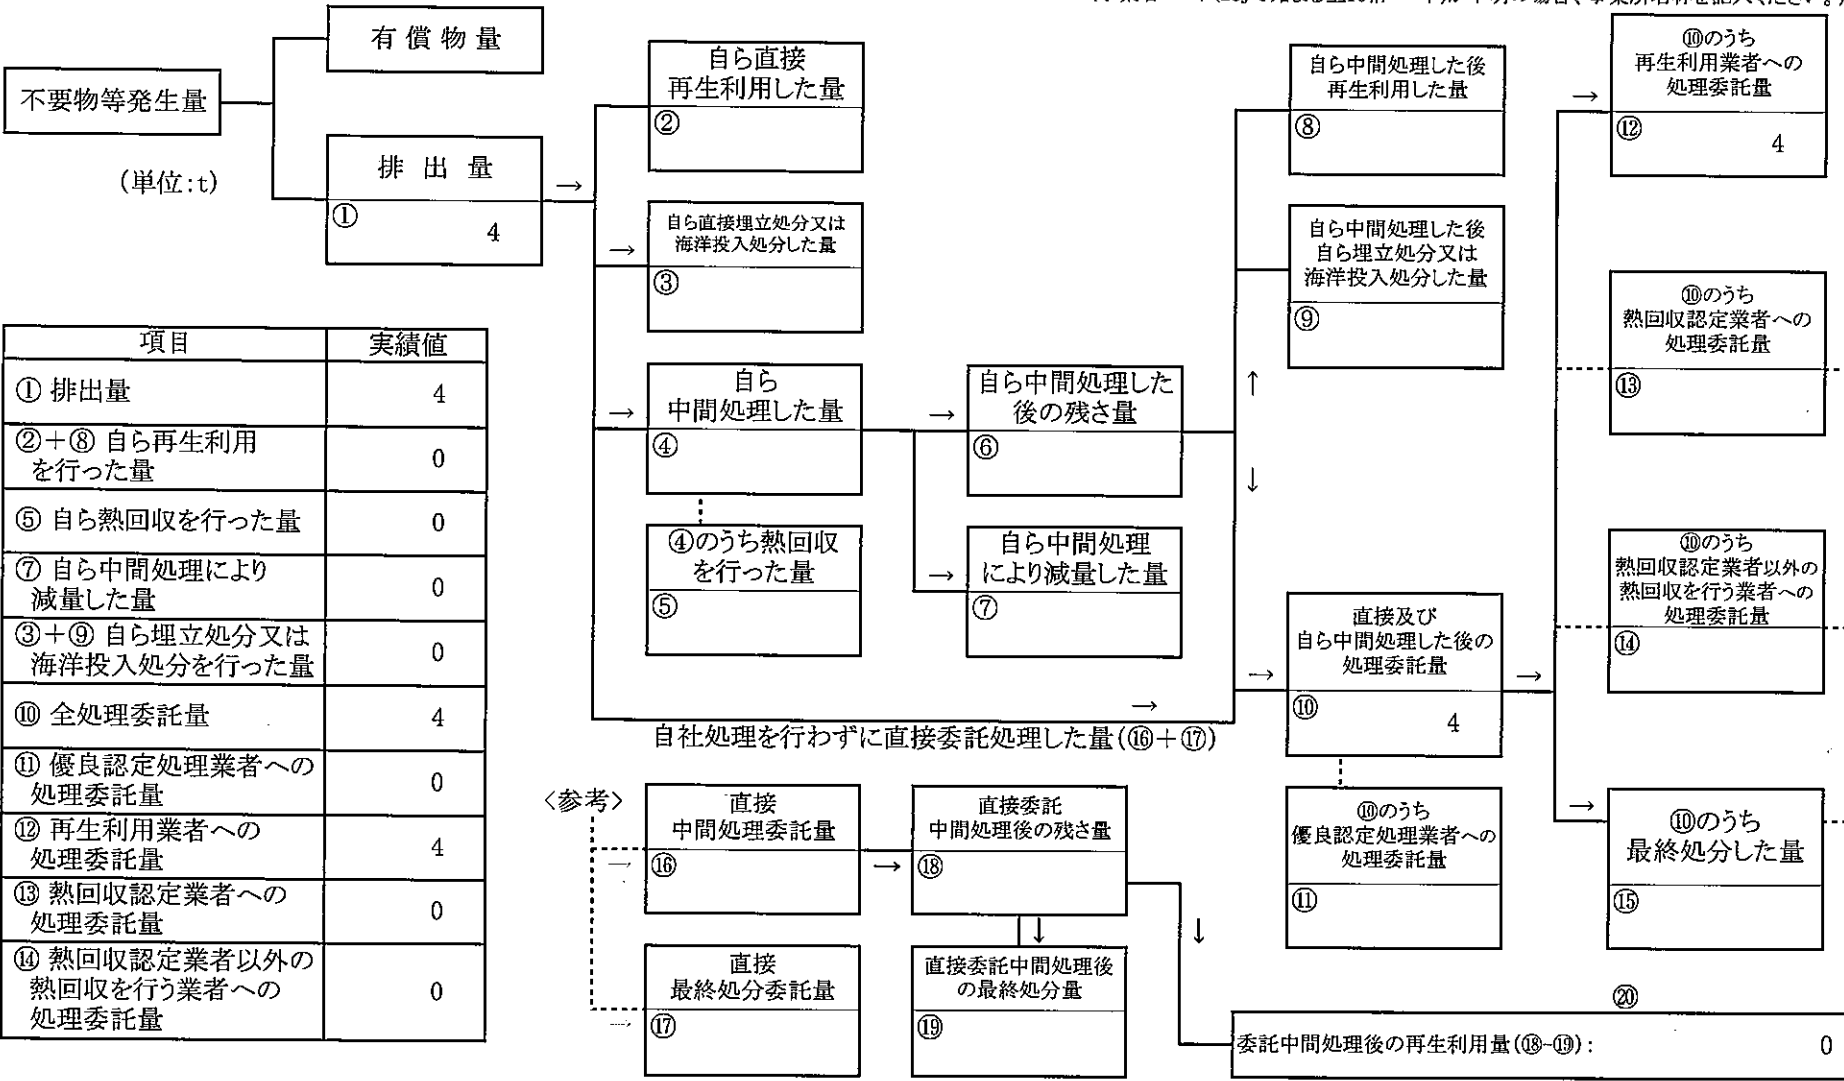 有償物量
不要物等発生量
(単位:t)
排出量
①
4
→
自ら直接
再生利用した量
②
→
自ら直接埋立処分又は
海洋投入処分した量
③
→
自ら
中間処理した量
④
④のうち熱回収
を行った量
⑤
→
自ら中間処理した
後の残さ量
⑥
→
自ら中間処理
により減量した量
⑦
→
自社処理を行わずに直接委託処理した量(⑯+⑰)
↑
↓
自ら中間処理した後
再生利用した量
⑧
自ら中間処理した後
自ら埋立処分又は
海洋投入処分した量
⑨
→
直接及び
自ら中間処理した後の
処理委託量
⑩
4
→
⑩のうち
優良認定処理業者への
処理委託量
⑪
→
⑩のうち
再生利用業者への
処理委託量
⑫
4
⑩のうち
熱回収認定業者への
処理委託量
⑬
⑩のうち
熱回収認定業者以外の
熱回収を行う業者への
処理委託量
⑭
→
⑩のうち
最終処分した量
⑮
項目 実績値
① 排出量 4
②+⑧ 自ら再生利用
を行った量 0
⑤ 自ら熱回収を行った量 0
⑦ 自ら中間処理により
減量した量 0
③+⑨ 自ら埋立処分又は
海洋投入処分を行った量 0
⑩ 全処理委託量 4
⑪ 優良認定処理業者への
処理委託量 0
⑫ 再生利用業者への
処理委託量 4
⑬ 熱回収認定業者への
処理委託量 0
⑭ 熱回収認定業者以外の
熱回収を行う業者への
処理委託量 0
〈参考〉
→
直接
中間処理委託量
⑯
→
直接
最終処分委託量
⑰
→
直接委託
中間処理後の残さ量
⑱
↓
直接委託中間処理後
の最終処分量
⑲
↓
⑳
委託中間処理後の再生利用量(⑱-⑲): 0